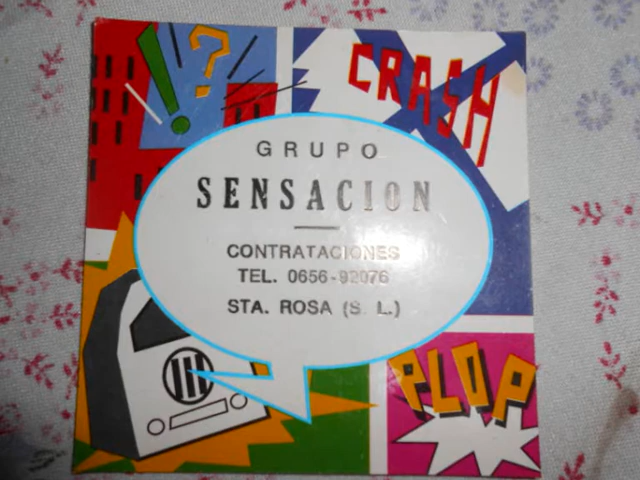 !?
CRASH
GRUPO
SENSACION
CONTRATACIONES
TEL. 0656-92076
STA. ROSA (S. L.)
PLOP